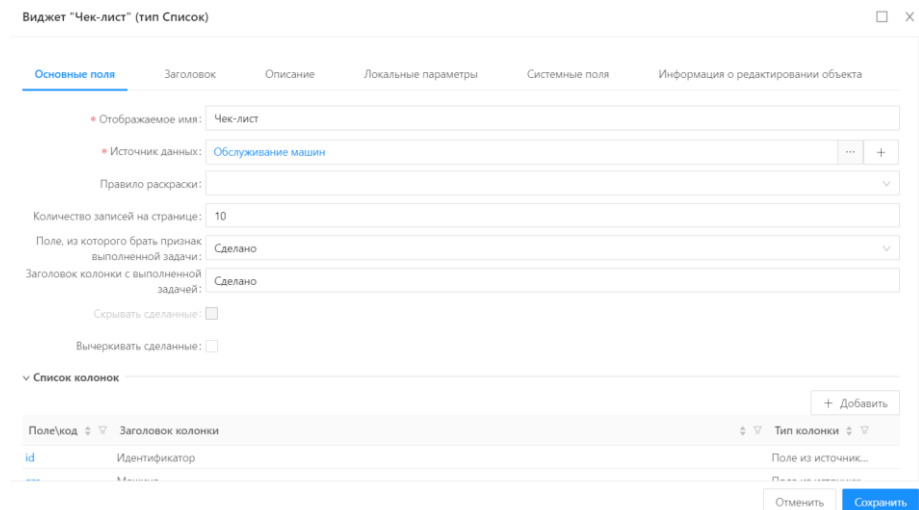 Виджет "Чек-лист" (тип Список)
Основные поля Заголовок Описание Локальные параметры Системные поля Информация о редактировании объекта
* Отображаемое имя: Чек-лист
* Источник данных: Обслуживание машин ... +
Правило раскраски:
Количество записей на странице: 10
Поле, из которого брать признак
выполненной задачи: Сделано
Заголовок колонки с выполненной
задачей: Сделано
Скрывать сделанные:
Вычеркивать сделанные:
Список колонок
+ Добавить
Поле\код Заголовок колонки Тип колонки
id Идентификатор Поле из источник...
Отменить Сохранить